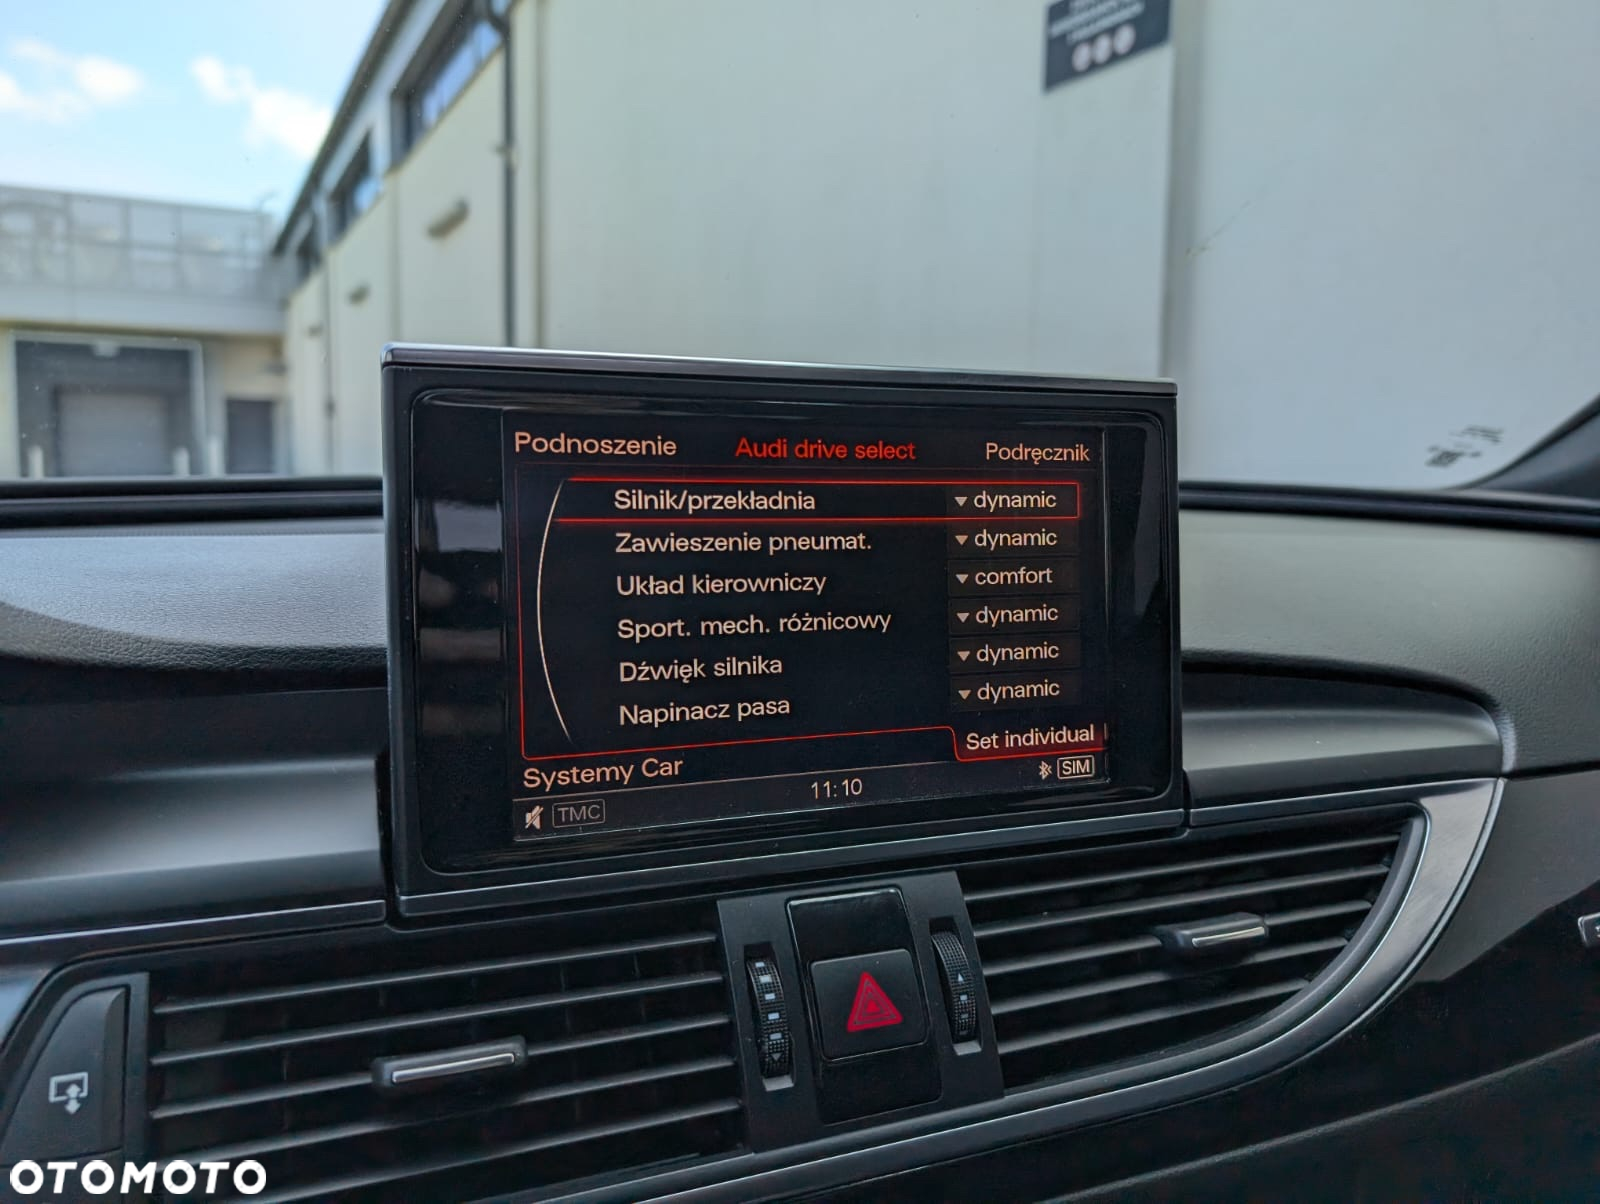 Podnoszenie Audi drive select Podręcznik
Silnik/przekładnia dynamic
Zawieszenie pneumat. dynamic
Układ kierowniczy comfort
Sport. mech. różnicowy dynamic
Dźwięk silnika dynamic
Napinacz pasa dynamic
Set individual
Systemy Car
TMC 11:10 SIM
OTOMOTO